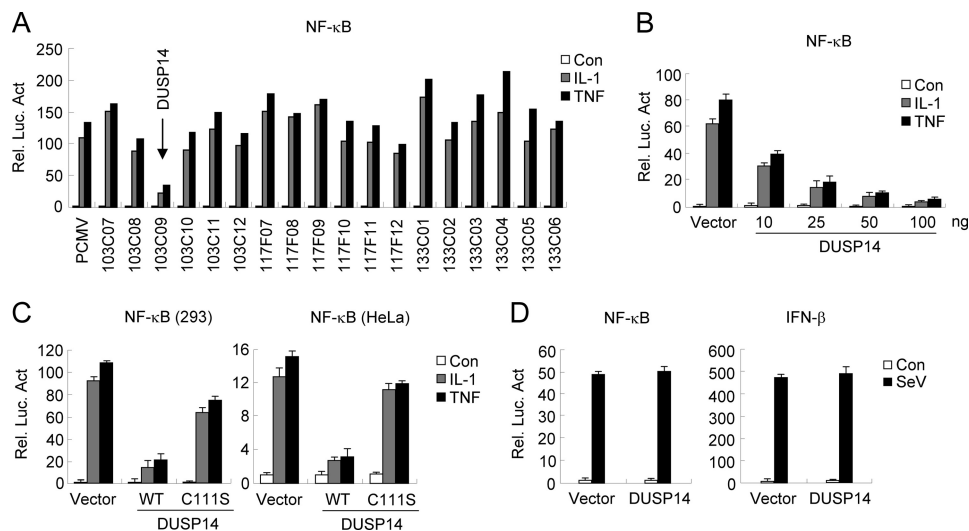 A
NF-κB
Rel. Luc. Act
250
200
150
100
50
0
DUSP14
Con
IL-1
TNF
PCMV
103C07
103C08
103C09
103C10
103C11
103C12
117F07
117F08
117F09
117F10
117F11
117F12
133C01
133C02
133C03
133C04
133C05
133C06
B
NF-κB
Rel. Luc. Act
100
80
60
40
20
0
Con
IL-1
TNF
Vector 10 25 50 100 ng
DUSP14
C
NF-κB (293)
Rel. Luc. Act
120
100
80
60
40
20
0
Vector WT C111S
DUSP14
NF-κB (HeLa)
16
12
8
4
0
Con
IL-1
TNF
Vector WT C111S
DUSP14
D
NF-κB
Rel. Luc. Act
60
50
40
30
20
10
0
Vector DUSP14
IFN-β
600
500
400
300
200
100
0
Con
SeV
Vector DUSP14